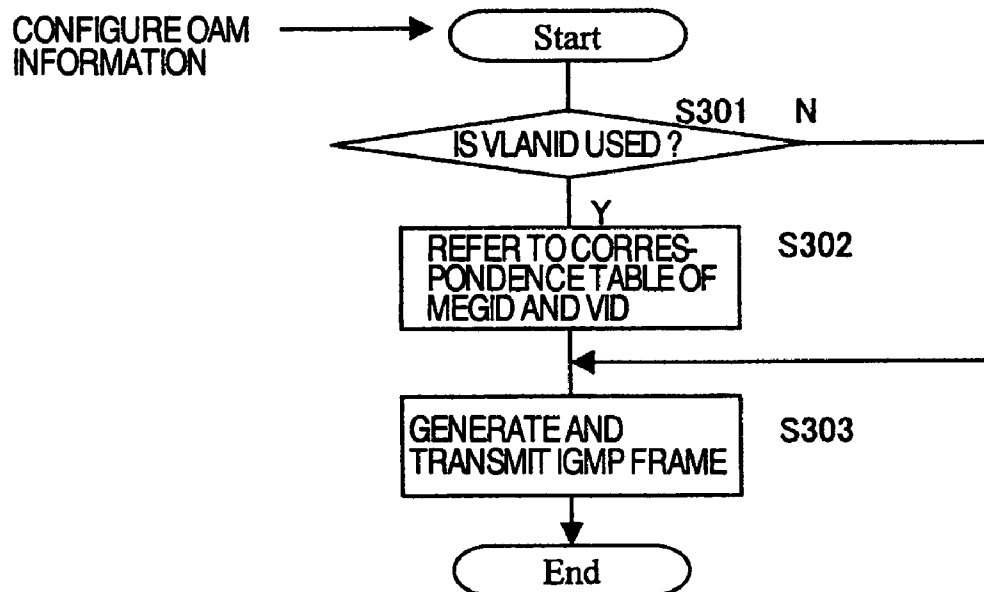 CONFIGURE OAM
INFORMATION
Start
S301 N
IS VLANID USED ?
Y
REFER TO CORRES-
PONDENCE TABLE OF
MEGID AND VID
S302
GENERATE AND
TRANSMIT IGMP FRAME
S303
End